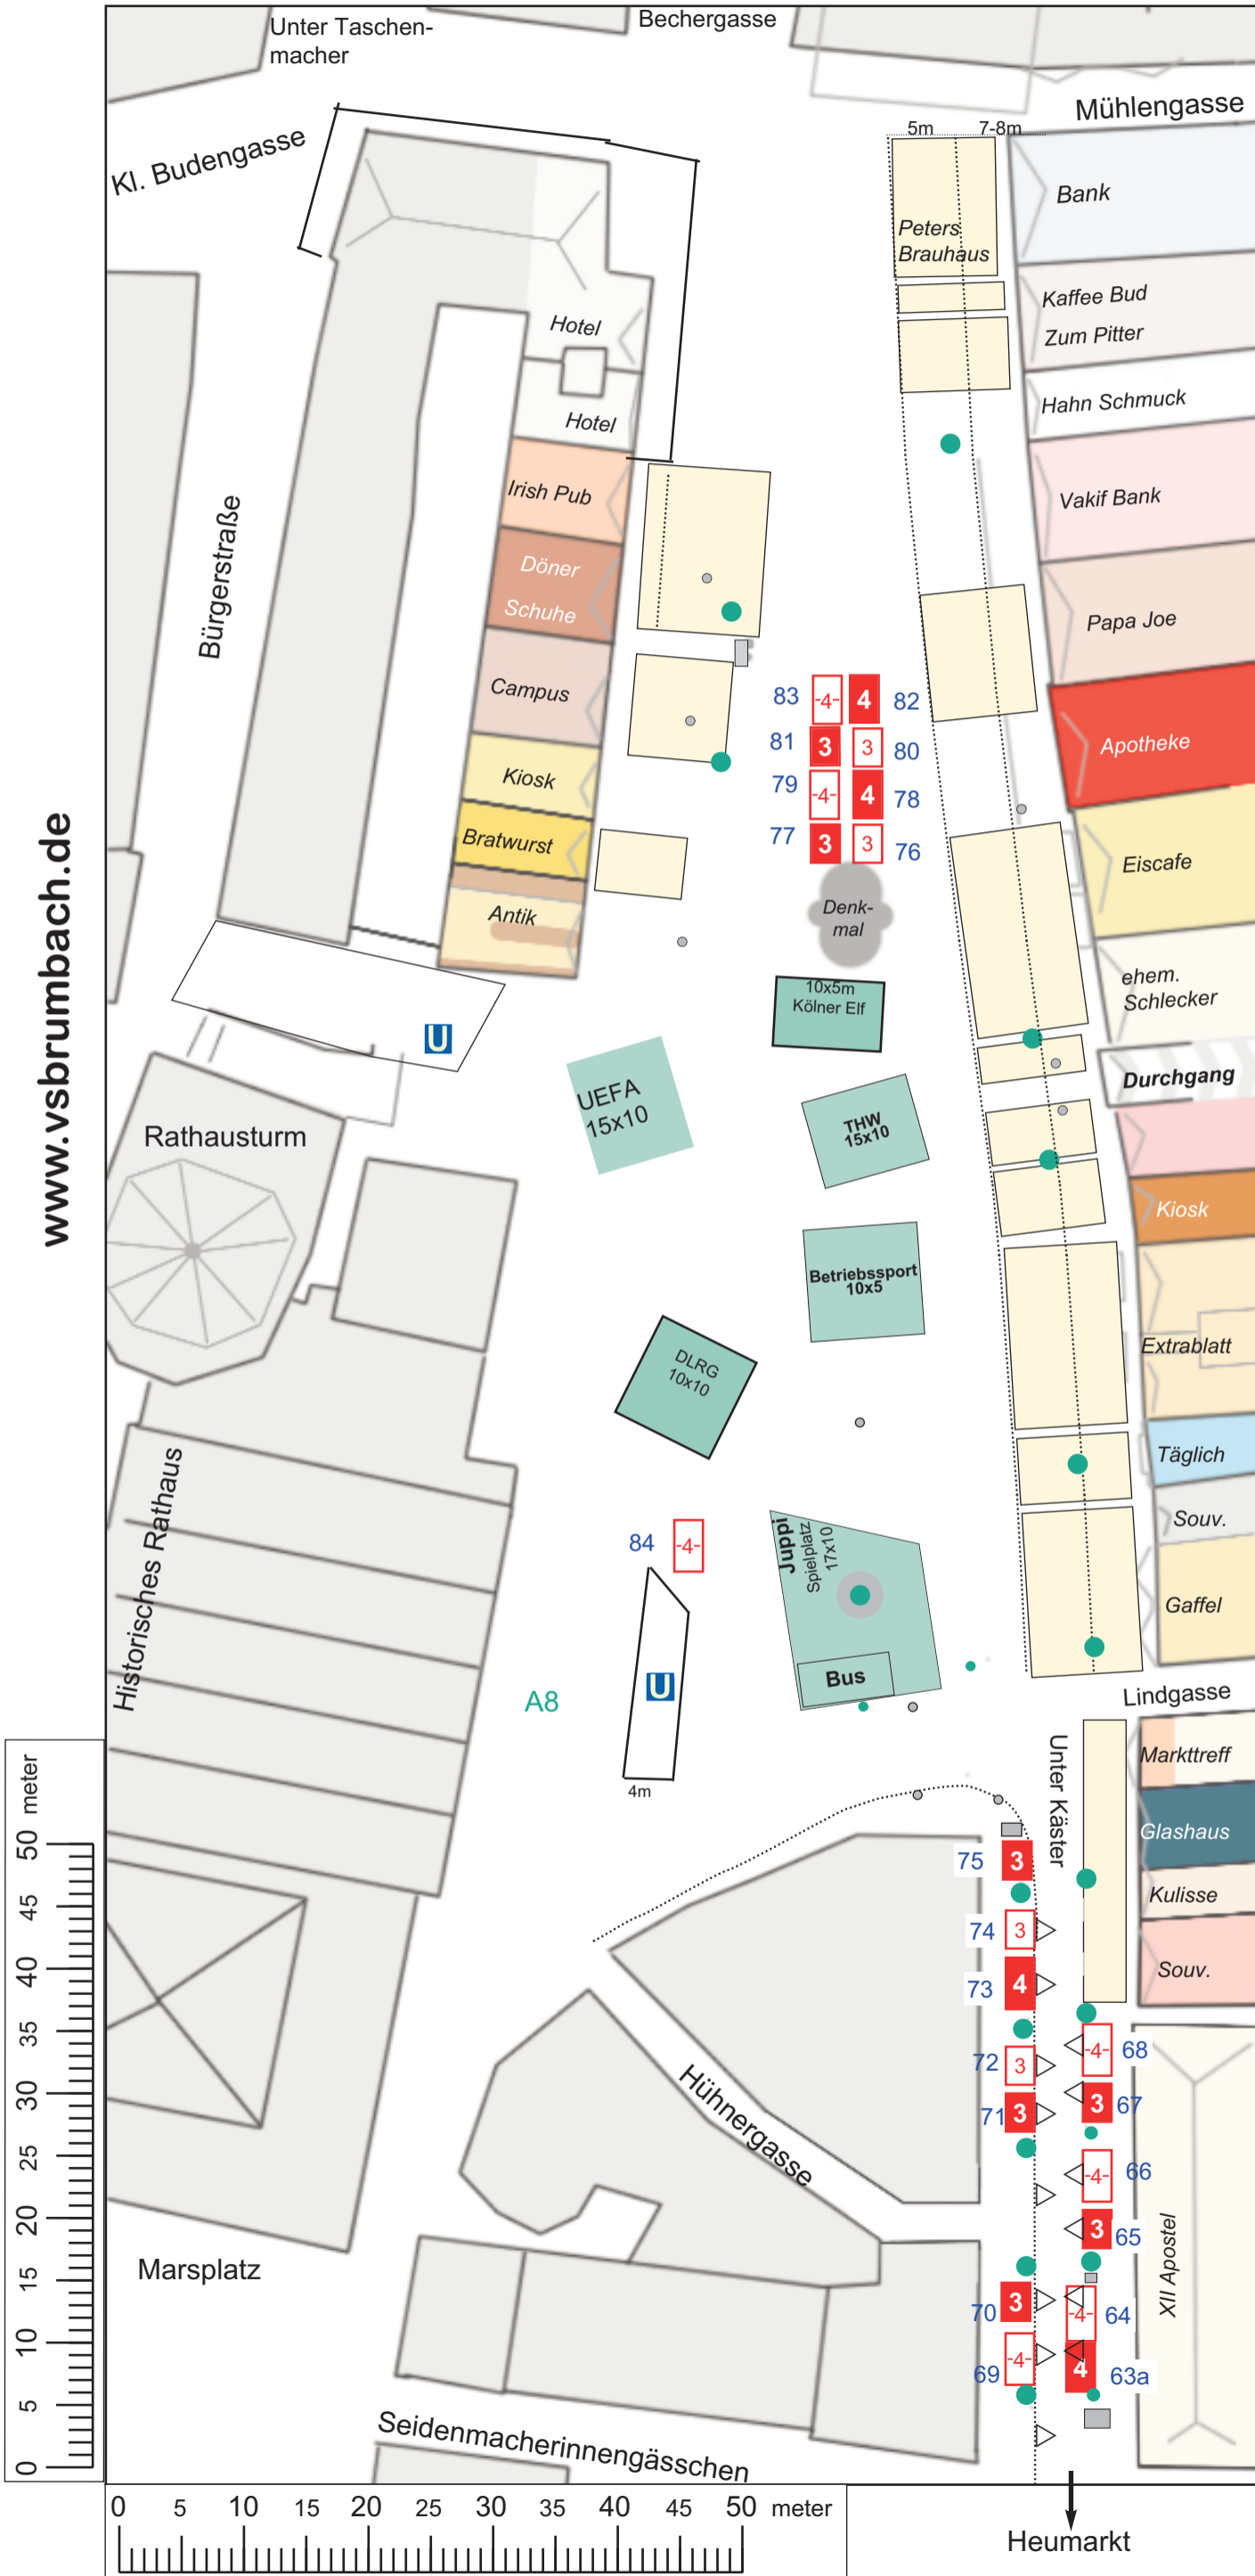 Unter Taschen-
macher
Bechergasse
Mühlengasse
Kl. Budengasse
5m
7-8m
Peters
Brauhaus
Bank
Kaffee Bud
Zum Pitter
Hahn Schmuck
Vakif Bank
Papa Joe
Apotheke
Eiscafe
ehem.
Schlecker
Durchgang
Kiosk
Extrablatt
Täglich
Souv.
Gaffel
Hotel
Hotel
Irish Pub
Döner
Schuhe
Campus
Kiosk
Bratwurst
Antik
Bürgerstraße
www.vsbrumbach.de
83 -4- 4 82
81 3 3 80
79 -4- 4 78
77 3 3 76
Denk-
mal
10x5m
Kölner Elf
U
UEFA
15x10
THW
15x10
Rathausturm
Betriebssport
10x5
DLRG
10x10
Historisches Rathaus
84 -4-
Juppi
Spielplatz
17x10
Bus
U
A8
4m
Lindgasse
Unter Käster
Markttreff
Glashaus
Kulisse
Souv.
75 3
74 3
73 4
72 3
71 3
70 3
69 -4-
-4- 68
3 67
-4- 66
3 65
-4- 64
4 63a
XII Apostel
Hühnergasse
Marsplatz
Seidenmacherinnengässchen
meter
50
45
40
35
30
25
20
15
10
5
0
0 5 10 15 20 25 30 35 40 45 50 meter
Heumarkt